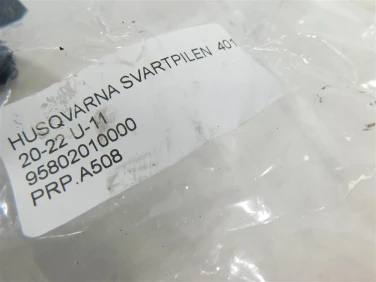 HUSQVARNA SVARTPILEN 401
20-22 U-11
95802010000
PRP.A508